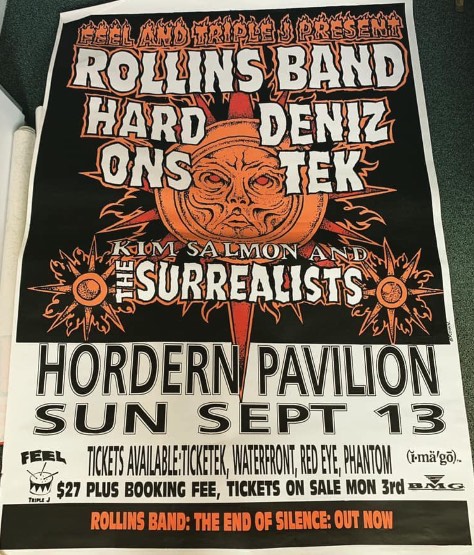 FEEL AND TRIPLE J PRESENT
ROLLINS BAND
HARD DENIZ
ONS TEK
KIM SALMON AND
THE SURREALISTS
HORDERN PAVILION
SUN SEPT 13
FEEL
TRIPLE J
TICKETS AVAILABLE: TICKETEK, WATERFRONT, RED EYE, PHANTOM
(i-mä'gō)™
$27 PLUS BOOKING FEE, TICKETS ON SALE MON 3rd
BMG
ROLLINS BAND: THE END OF SILENCE: OUT NOW